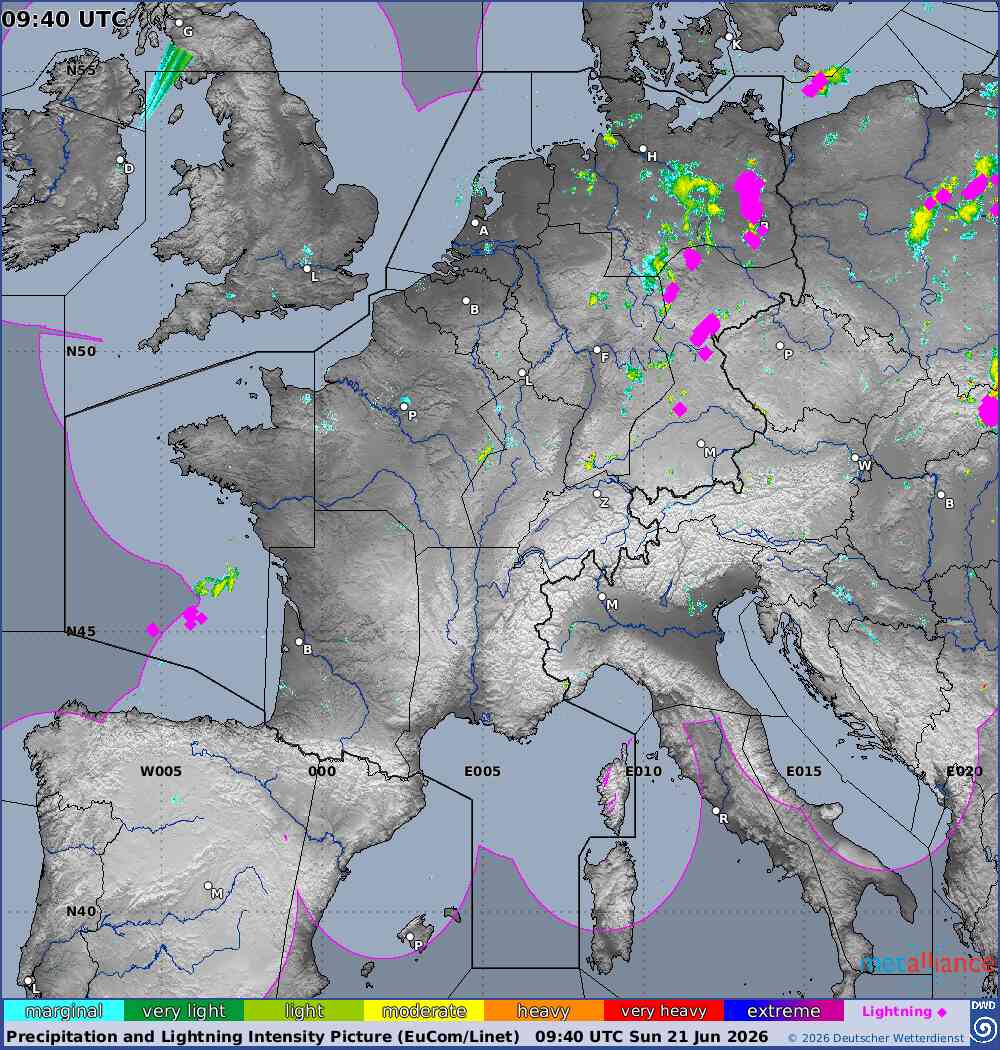 09:40 UTC
G
K
N55
H
D
A
B
L
B
N50
F
P
L
P
M
W
Z
B
M
N45
B
W005
000
E005
E010
E015
E020
R
M
N40
P
metalliance
L
marginal very light light moderate heavy very heavy extreme Lightning
DWD
Precipitation and Lightning Intensity Picture (EuCom/Linet) 09:40 UTC Sun 21 Jun 2026 © 2026 Deutscher Wetterdienst